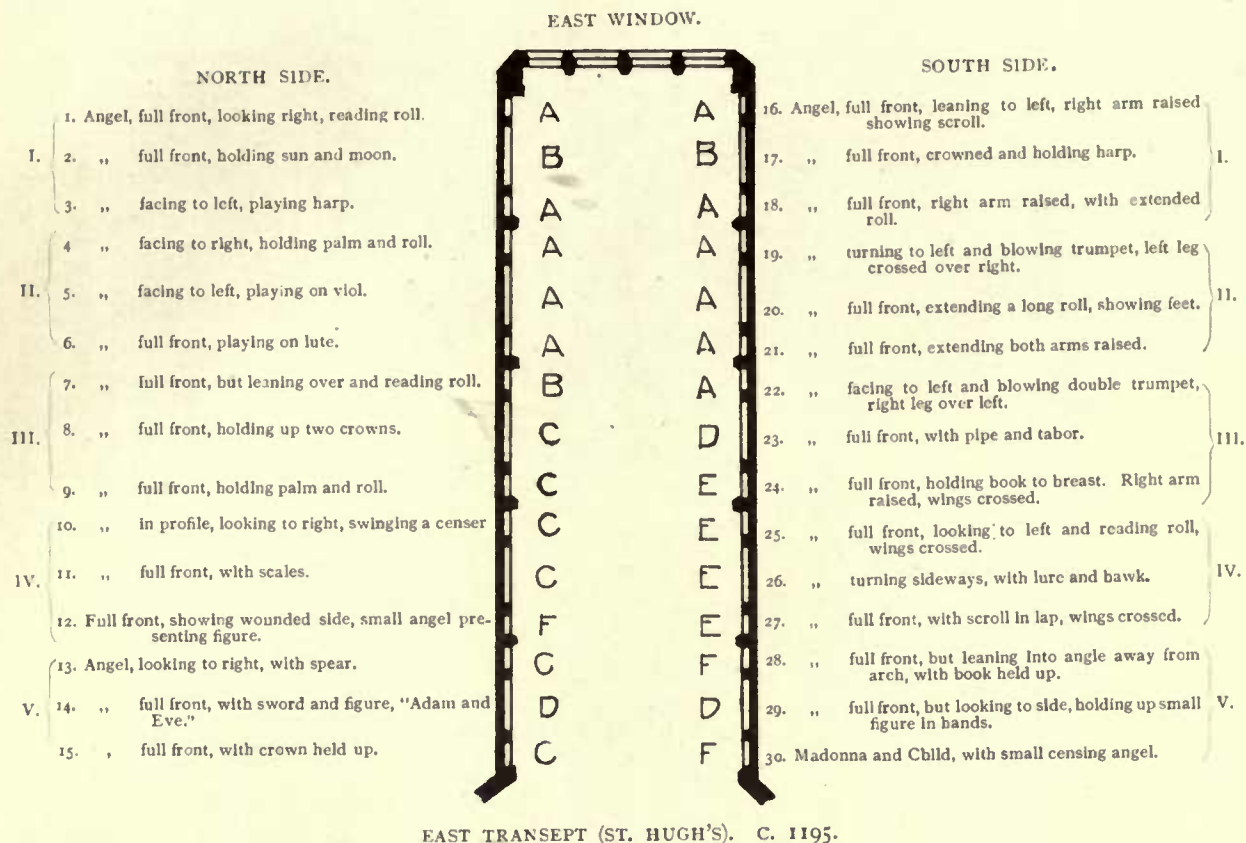 EAST WINDOW.
NORTH SIDE.
I.
1. Angel, full front, looking right, reading roll.
2. „ full front, holding sun and moon.
3. „ facing to left, playing harp.
II.
4 „ facing to right, holding palm and roll.
5. „ facing to left, playing on viol.
6. „ full front, playing on lute.
III.
7. „ full front, but leaning over and reading roll.
8. „ full front, holding up two crowns.
9. „ full front, holding palm and roll.
IV.
10. „ in profile, looking to right, swinging a censer
11. „ full front, with scales.
12. Full front, showing wounded side, small angel pre-
senting figure.
V.
13. Angel, looking to right, with spear.
14. „ full front, with sword and figure, "Adam and
Eve."
15. , full front, with crown held up.
A A
B B
A A
A A
A A
A A
B A
C D
C E
C E
C E
F E
C F
D D
C F
SOUTH SIDE.
16. Angel, full front, leaning to left, right arm raised
showing scroll.
17. „ full front, crowned and holding harp.
18. „ full front, right arm raised, with extended
roll.
I.
19. „ turning to left and blowing trumpet, left leg
crossed over right.
20. „ full front, extending a long roll, showing feet.
21. „ full front, extending both arms raised.
II.
22. „ facing to left and blowing double trumpet,
right leg over left.
23. „ full front, with pipe and tabor.
24. „ full front, holding book to breast. Right arm
raised, wings crossed.
III.
25. „ full front, looking to left and reading roll,
wings crossed.
26. „ turning sideways, with lure and hawk.
27. „ full front, with scroll in lap, wings crossed.
IV.
28. „ full front, but leaning into angle away from
arch, with book held up.
29. „ full front, but looking to side, holding up small
figure in hands.
30. Madonna and Child, with small censing angel.
V.
EAST TRANSEPT (ST. HUGH'S). C. 1195.